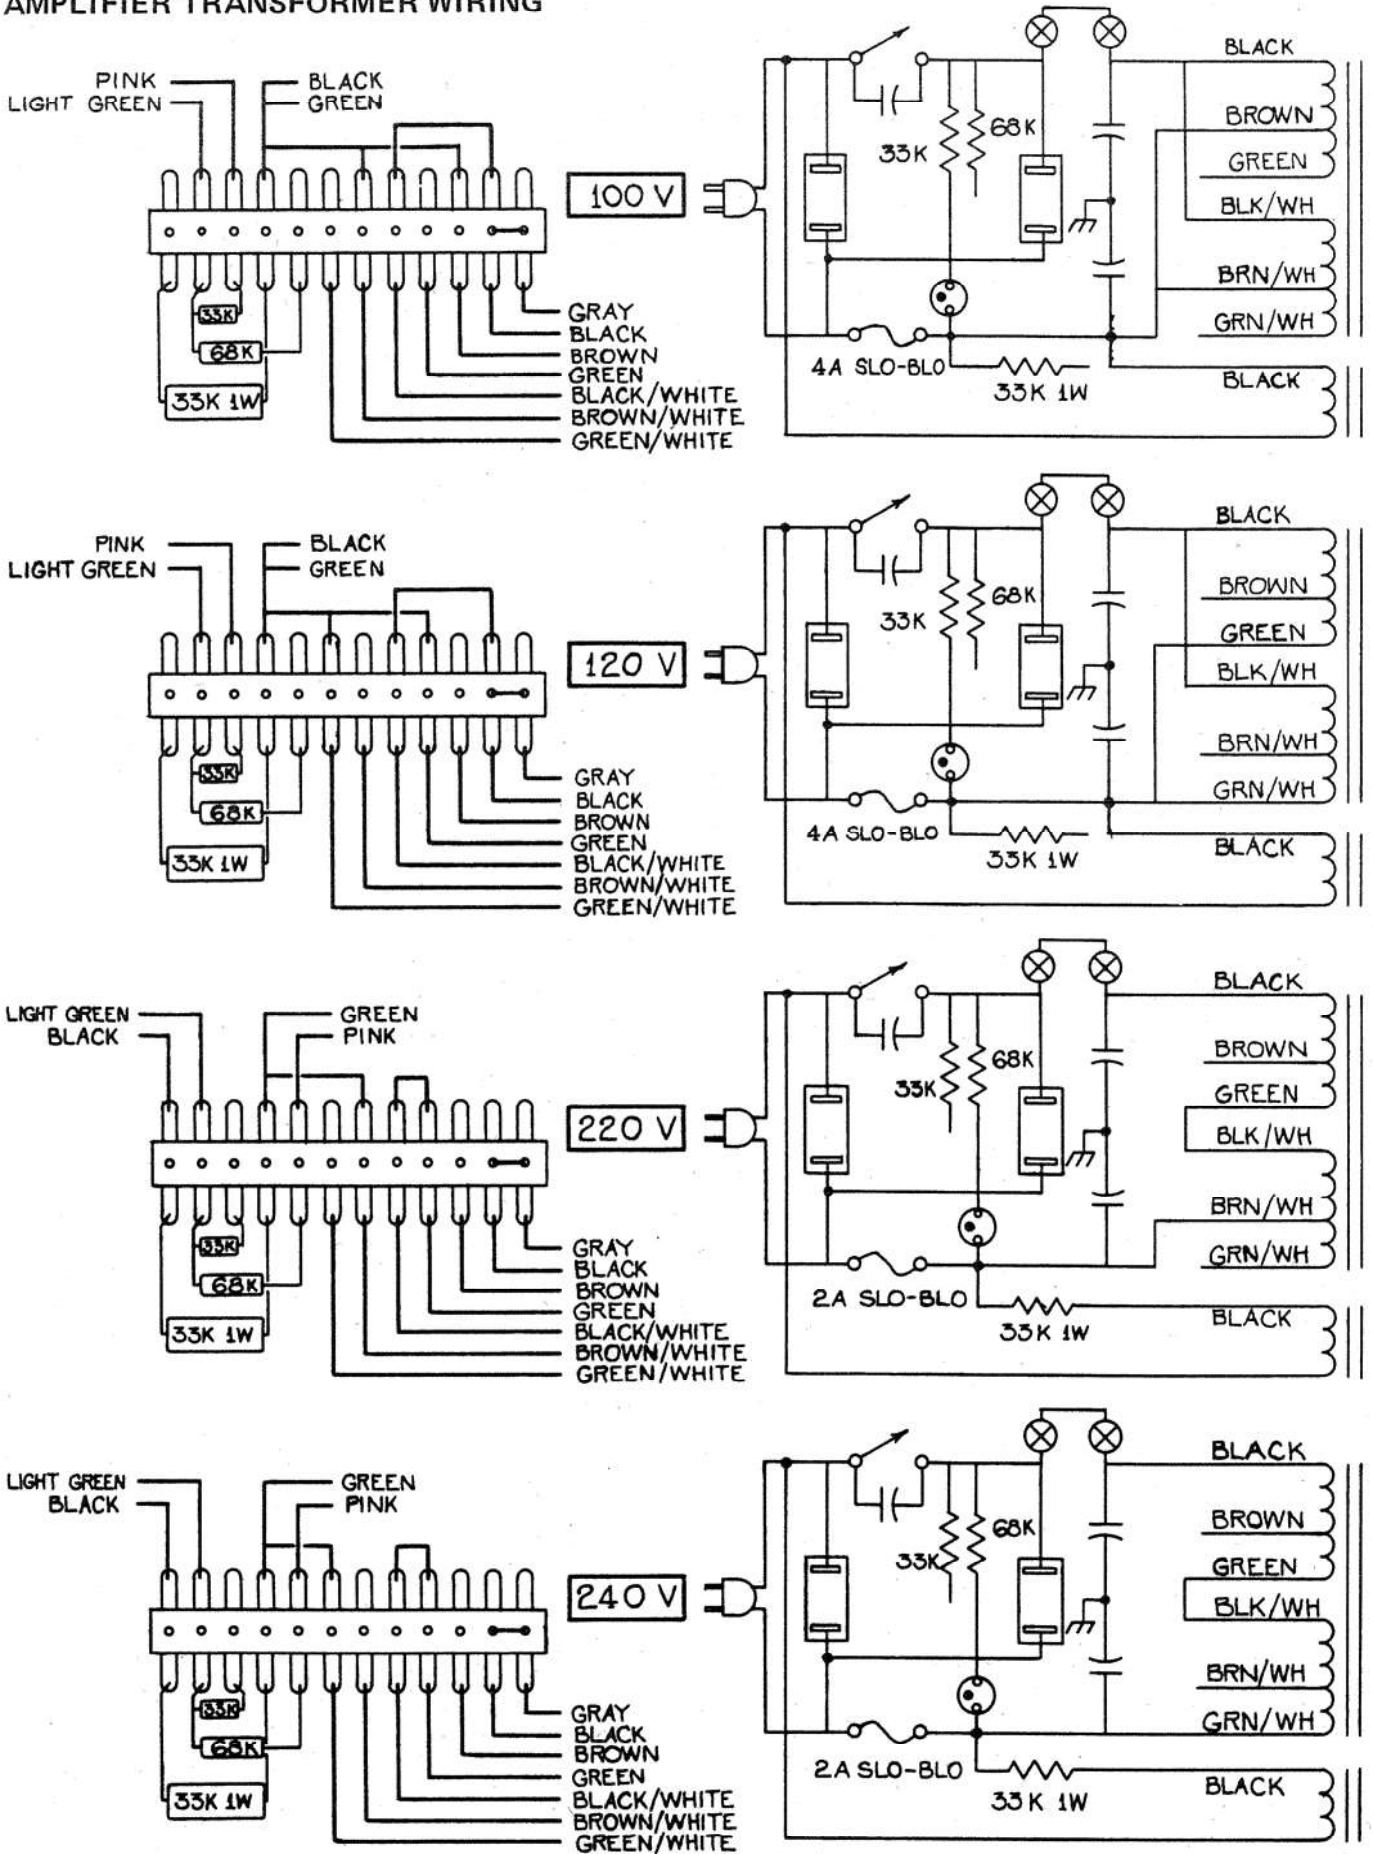 AMPLIFIER TRANSFORMER WIRING
PINK
BLACK
LIGHT GREEN
GREEN
33K
68K
33K 1W
GRAY
BLACK
BROWN
GREEN
BLACK/WHITE
BROWN/WHITE
GREEN/WHITE
100 V
33K
68K
4A SLO-BLO
33K 1W
BLACK
BROWN
GREEN
BLK/WH
BRN/WH
GRN/WH
BLACK
PINK
BLACK
LIGHT GREEN
GREEN
33K
68K
33K 1W
GRAY
BLACK
BROWN
GREEN
BLACK/WHITE
BROWN/WHITE
GREEN/WHITE
120 V
33K
68K
4A SLO-BLO
33K 1W
BLACK
BROWN
GREEN
BLK/WH
BRN/WH
GRN/WH
BLACK
LIGHT GREEN
GREEN
BLACK
PINK
33K
68K
33K 1W
GRAY
BLACK
BROWN
GREEN
BLACK/WHITE
BROWN/WHITE
GREEN/WHITE
220 V
33K
68K
2A SLO-BLO
33K 1W
BLACK
BROWN
GREEN
BLK/WH
BRN/WH
GRN/WH
BLACK
LIGHT GREEN
GREEN
BLACK
PINK
33K
68K
33K 1W
GRAY
BLACK
BROWN
GREEN
BLACK/WHITE
BROWN/WHITE
GREEN/WHITE
240 V
33K
68K
2A SLO-BLO
33K 1W
BLACK
BROWN
GREEN
BLK/WH
BRN/WH
GRN/WH
BLACK